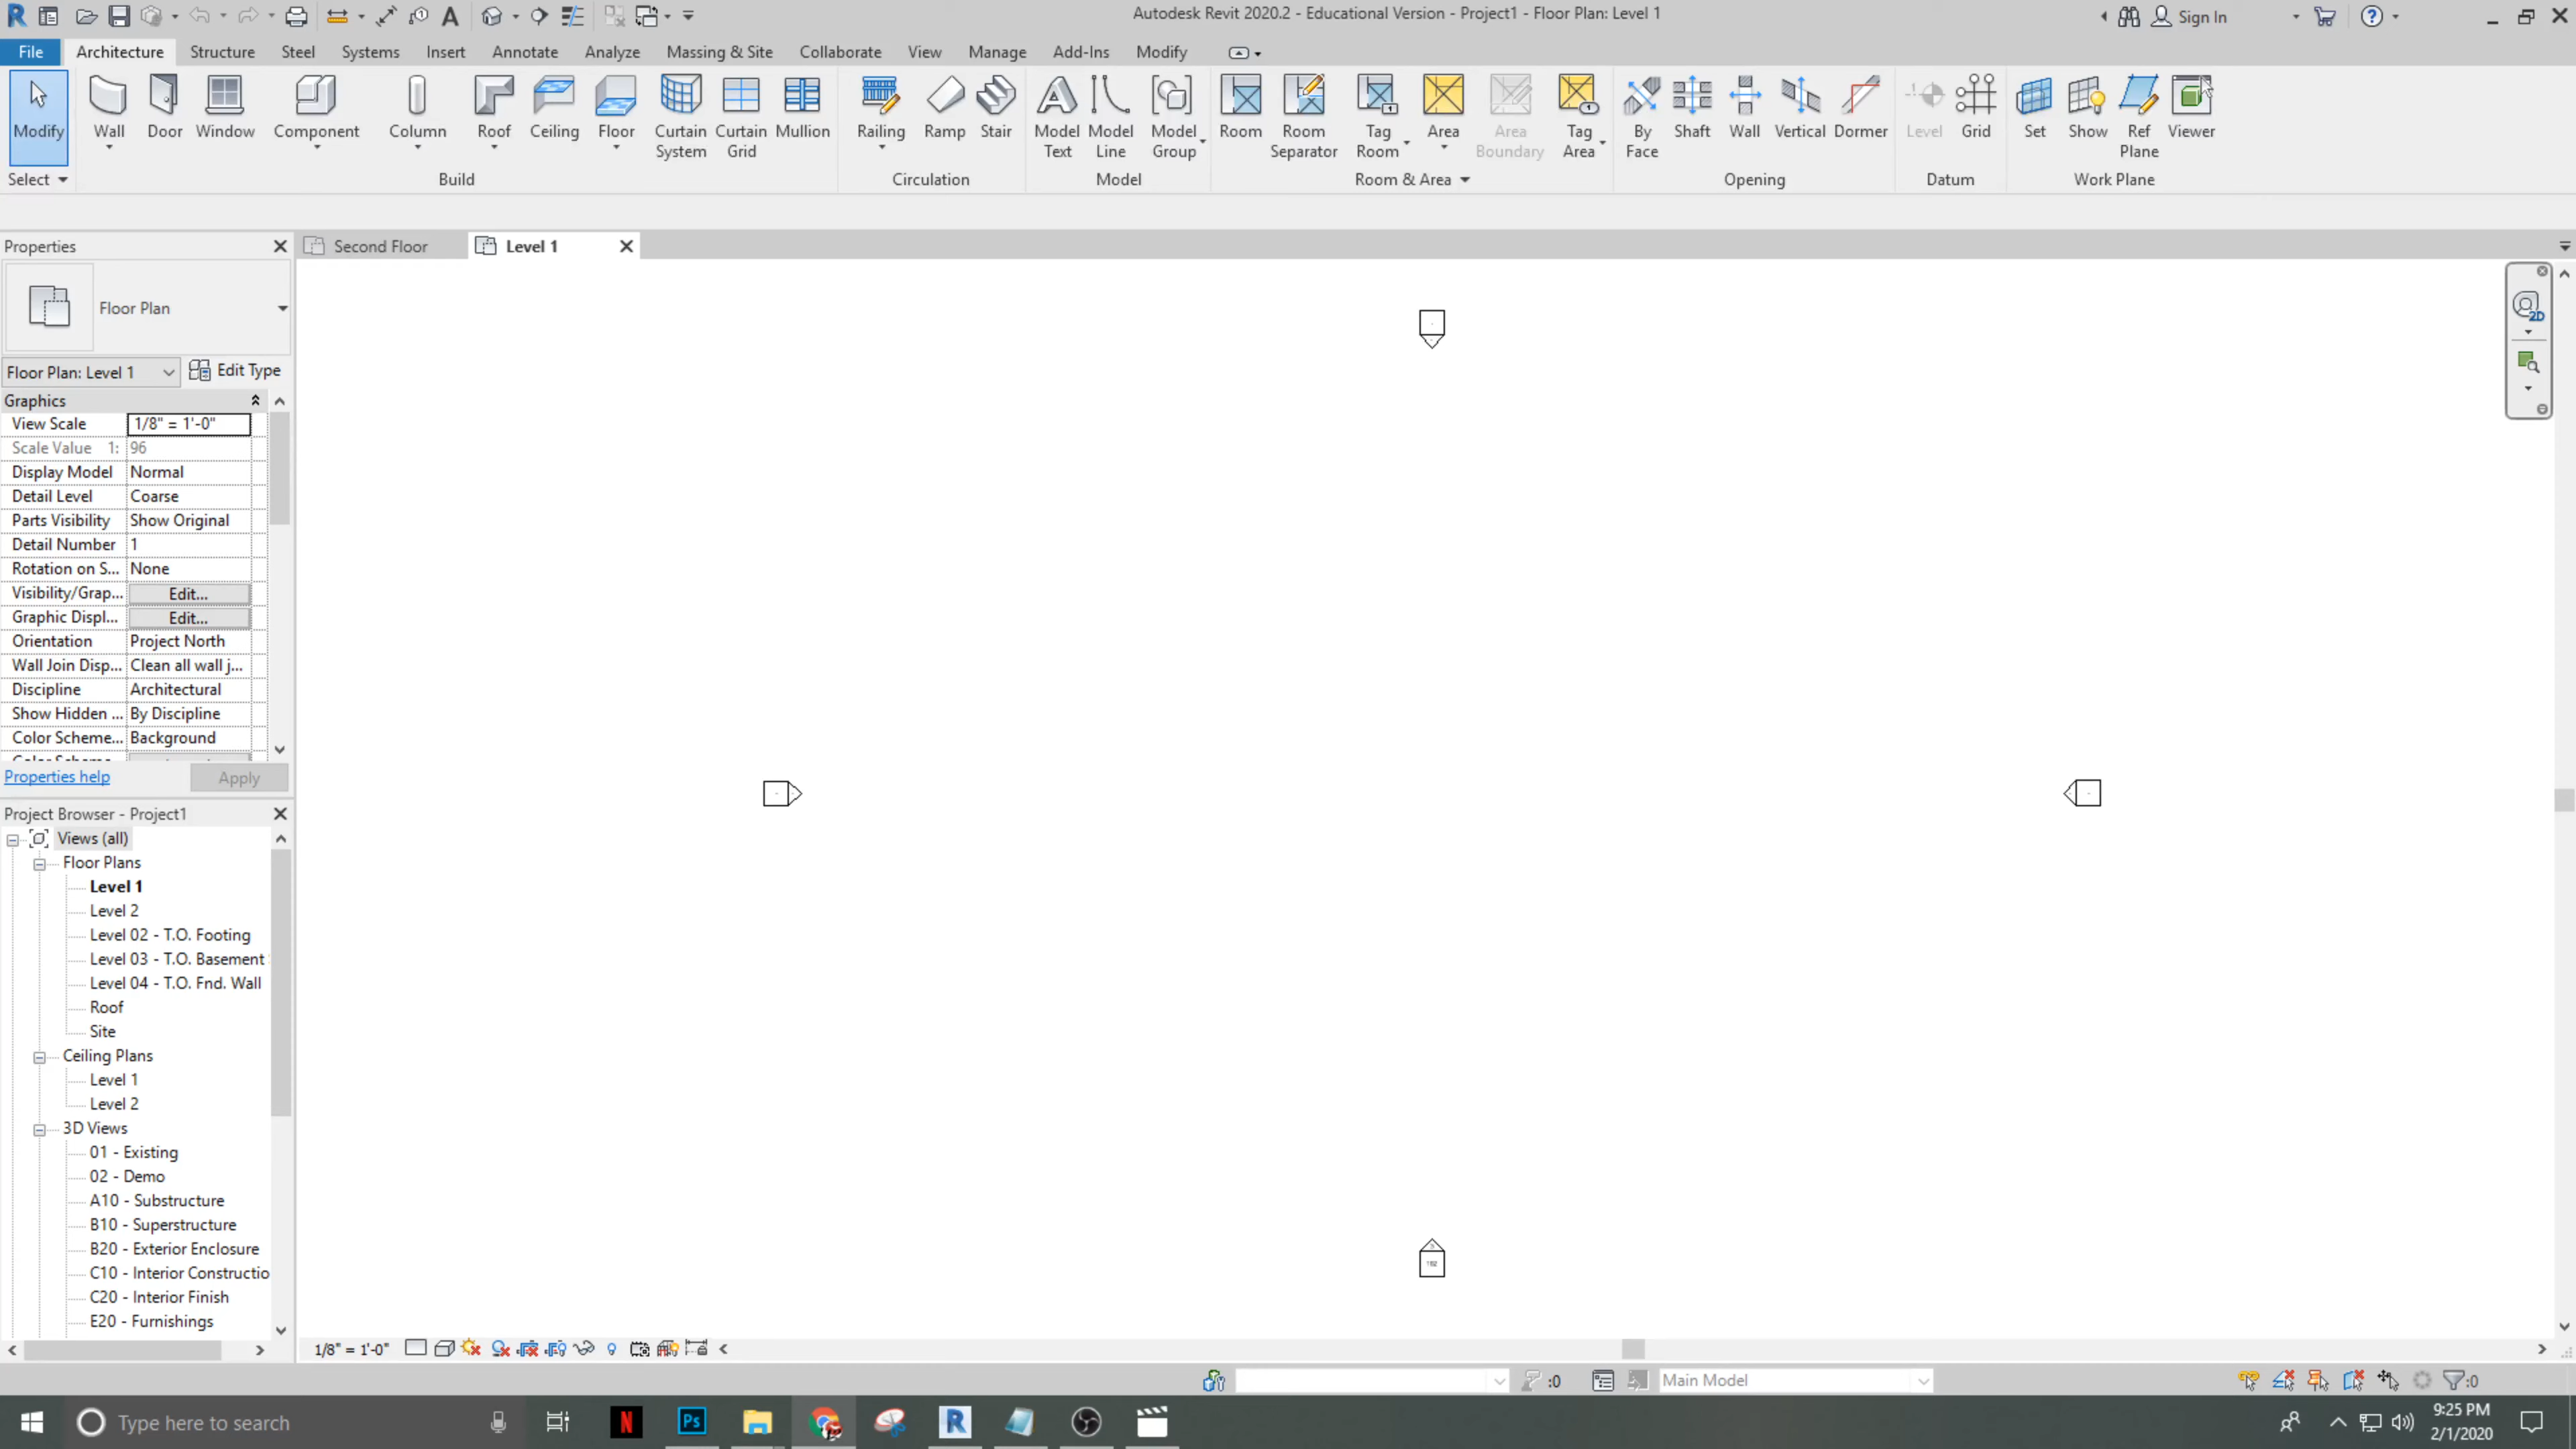 Autodesk Revit 2020.2 - Educational Version - Project1 - Floor Plan: Level 1
Sign In
File Architecture Structure Steel Systems Insert Annotate Analyze Massing & Site Collaborate View Manage Add-Ins Modify
Modify Wall Door Window Component Column Roof Ceiling Floor Curtain System Curtain Grid Mullion Railing Ramp Stair Model Text Model Line Model Group Room Room Separator Tag Room Area Area Boundary Tag Area By Face Shaft Wall Vertical Dormer Level Grid Set Show Ref Plane Viewer
Select Build Circulation Model Room & Area Opening Datum Work Plane
Properties
Second Floor Level 1
Floor Plan
2D
Floor Plan: Level 1 Edit Type
Graphics
View Scale 1/8" = 1'-0"
Scale Value 1: 96
Display Model Normal
Detail Level Coarse
Parts Visibility Show Original
Detail Number 1
Rotation on S... None
Visibility/Grap... Edit...
Graphic Displ... Edit...
Orientation Project North
Wall Join Disp... Clean all wall j...
Discipline Architectural
Show Hidden ... By Discipline
Color Scheme... Background
Properties help Apply
Project Browser - Project1
Views (all)
Floor Plans
Level 1
Level 2
Level 02 - T.O. Footing
Level 03 - T.O. Basement
Level 04 - T.O. Fnd. Wall
Roof
Site
Ceiling Plans
Level 1
Level 2
3D Views
01 - Existing
02 - Demo
A10 - Substructure
B10 - Superstructure
B20 - Exterior Enclosure
C10 - Interior Constructio
C20 - Interior Finish
E20 - Furnishings
1/8" = 1'-0"
:0 Main Model :0
Type here to search
N Ps R
9:25 PM
2/1/2020